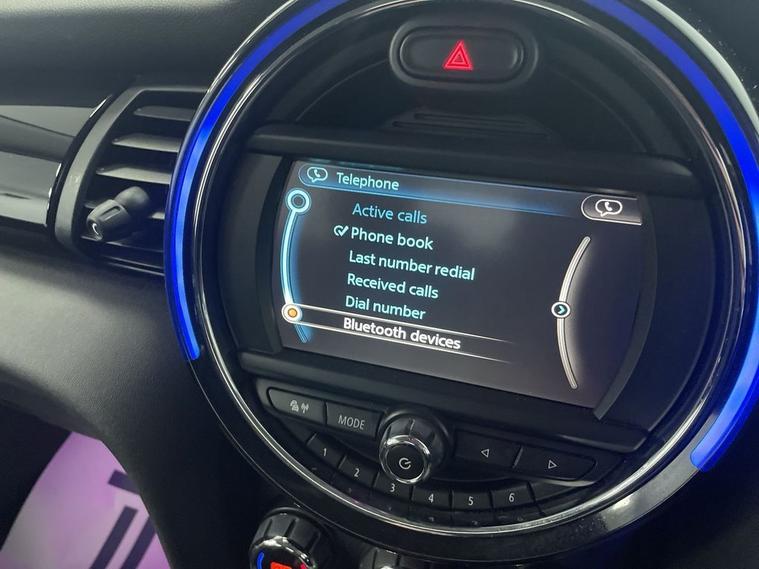 Telephone
Active calls
Phone book
Last number redial
Received calls
Dial number
Bluetooth devices
MODE
1 2 3 4 5 6